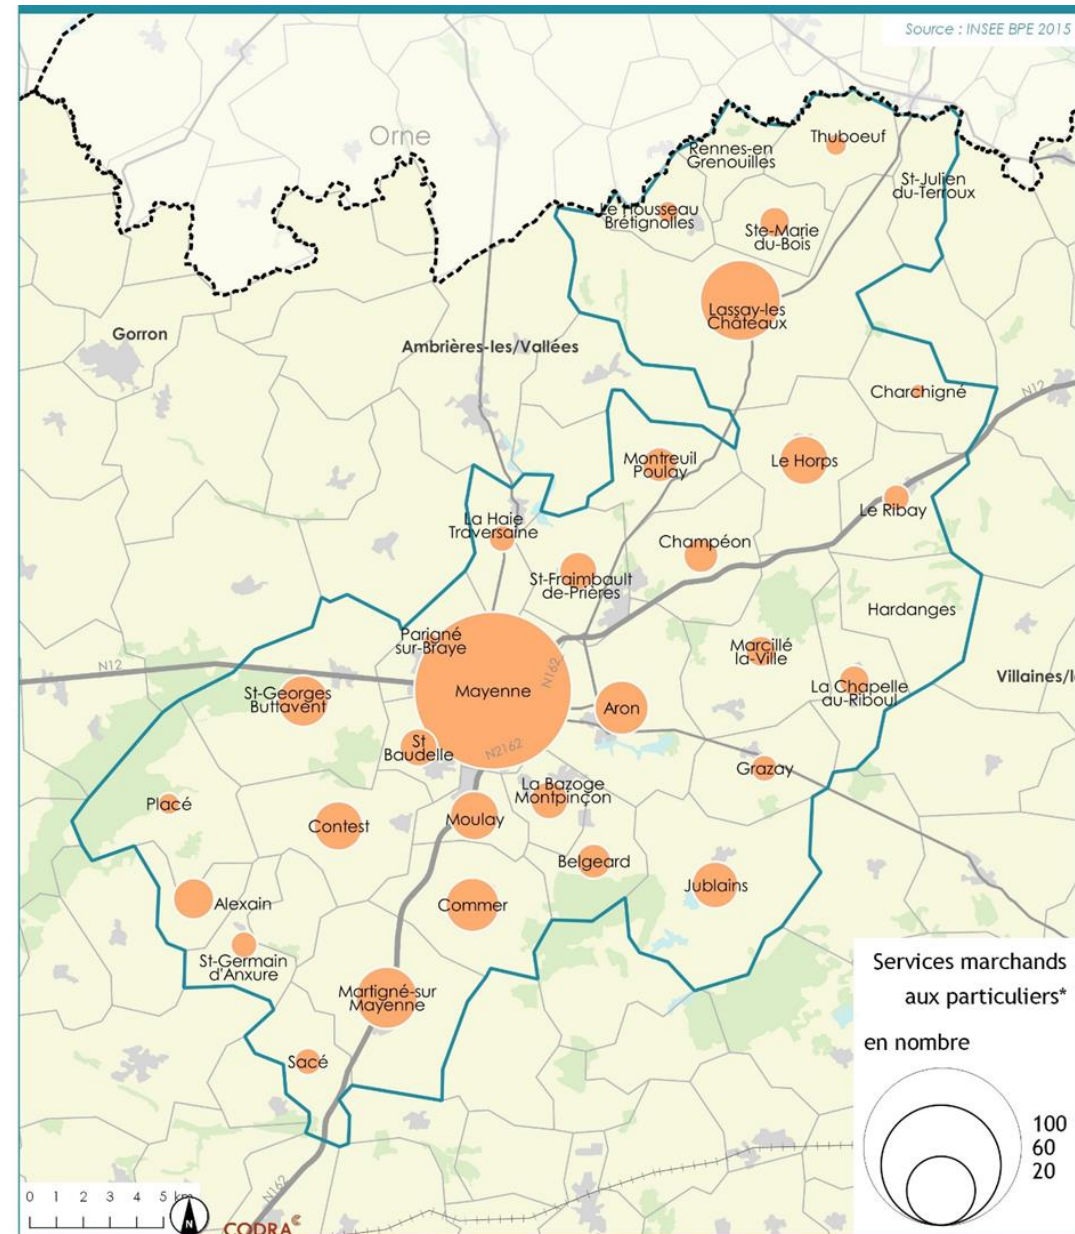 Source : INSEE BPE 2015
Orne
Thuboeuf
Rennes-en
Grenouilles
St-Julien
du-Terroux
Le Housseau
Brétignolles
Ste-Marie
du-Bois
Lassay-les
Châteaux
Gorron
Ambrières-les/Vallées
Charchigné
N12
Montreuil
Poulay
Le Horps
Le Ribay
La Haie
Traversaine
Champéon
St-Fraimbault
de-Prières
Hardanges
Parigné
sur-Braye
Marcillé
la-Ville
N12
N162
Villaines/l
St-Georges
Buttavent
Mayenne
La Chapelle
du-Riboul
Aron
St
Baudelle
N2162
Grazay
La Bazoge
Montpinçon
Placé
Contest
Moulay
Belgeard
Jublains
Alexain
Commer
St-Germain
d'Anxure
Martigné-sur
Mayenne
Sacé
N162
Services marchands
aux particuliers*
en nombre
100
60
20
0 1 2 3 4 5 km
N
CODRA